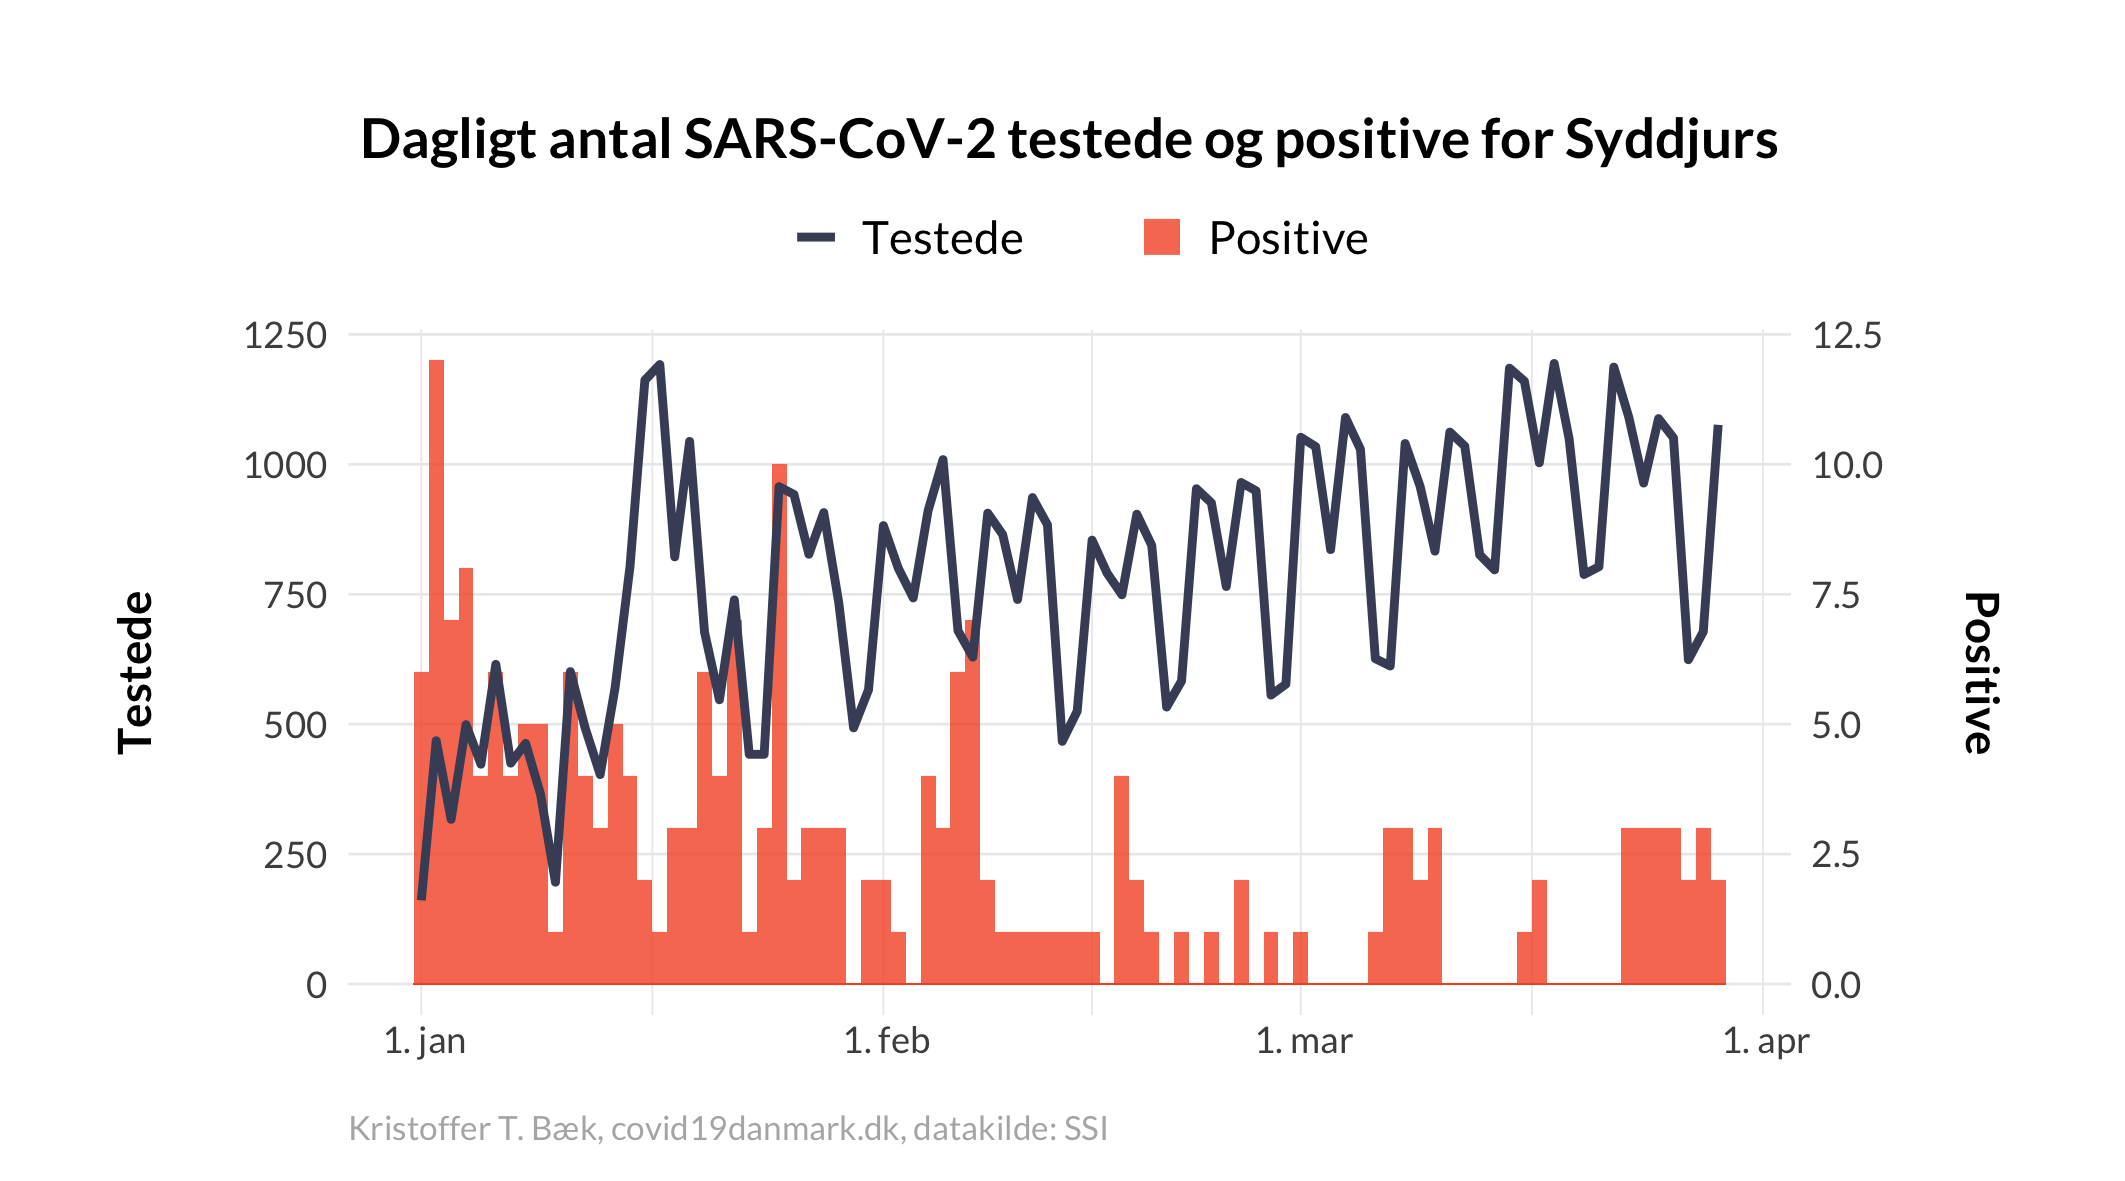 Dagligt antal SARS-CoV-2 testede og positive for Syddjurs
Testede
Positive
1250
1000
750
500
250
0
12.5
10.0
7.5
5.0
2.5
0.0
Testede
Positive
1. jan
1. feb
1. mar
1. apr
Kristoffer T. Bæk, covid19danmark.dk, datakilde: SSI